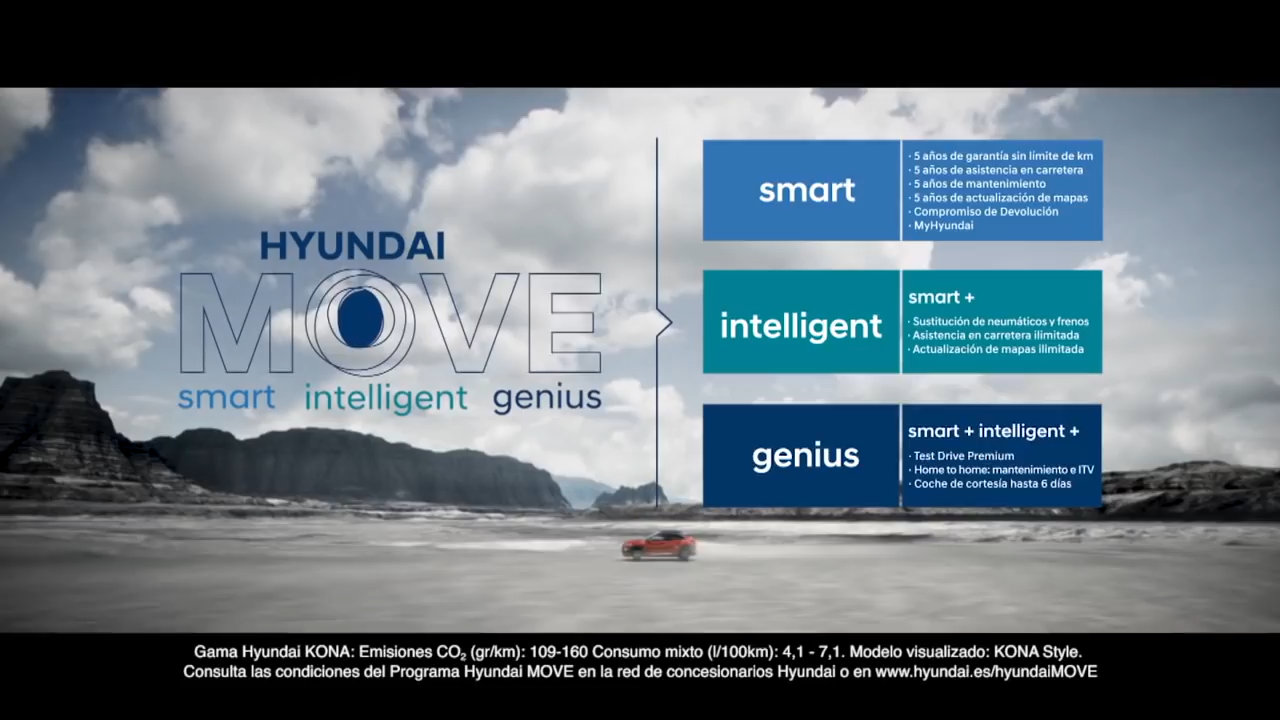 HYUNDAI
MOVE
smart intelligent genius
smart
· 5 años de garantía sin límite de km
· 5 años de asistencia en carretera
· 5 años de mantenimiento
· 5 años de actualización de mapas
· Compromiso de Devolución
· MyHyundai
intelligent
smart +
· Sustitución de neumáticos y frenos
· Asistencia en carretera ilimitada
· Actualización de mapas ilimitada
genius
smart + intelligent +
· Test Drive Premium
· Home to home: mantenimiento e ITV
· Coche de cortesía hasta 6 días
Gama Hyundai KONA: Emisiones CO₂ (gr/km): 109-160 Consumo mixto (l/100km): 4,1 - 7,1. Modelo visualizado: KONA Style.
Consulta las condiciones del Programa Hyundai MOVE en la red de concesionarios Hyundai o en www.hyundai.es/hyundaiMOVE